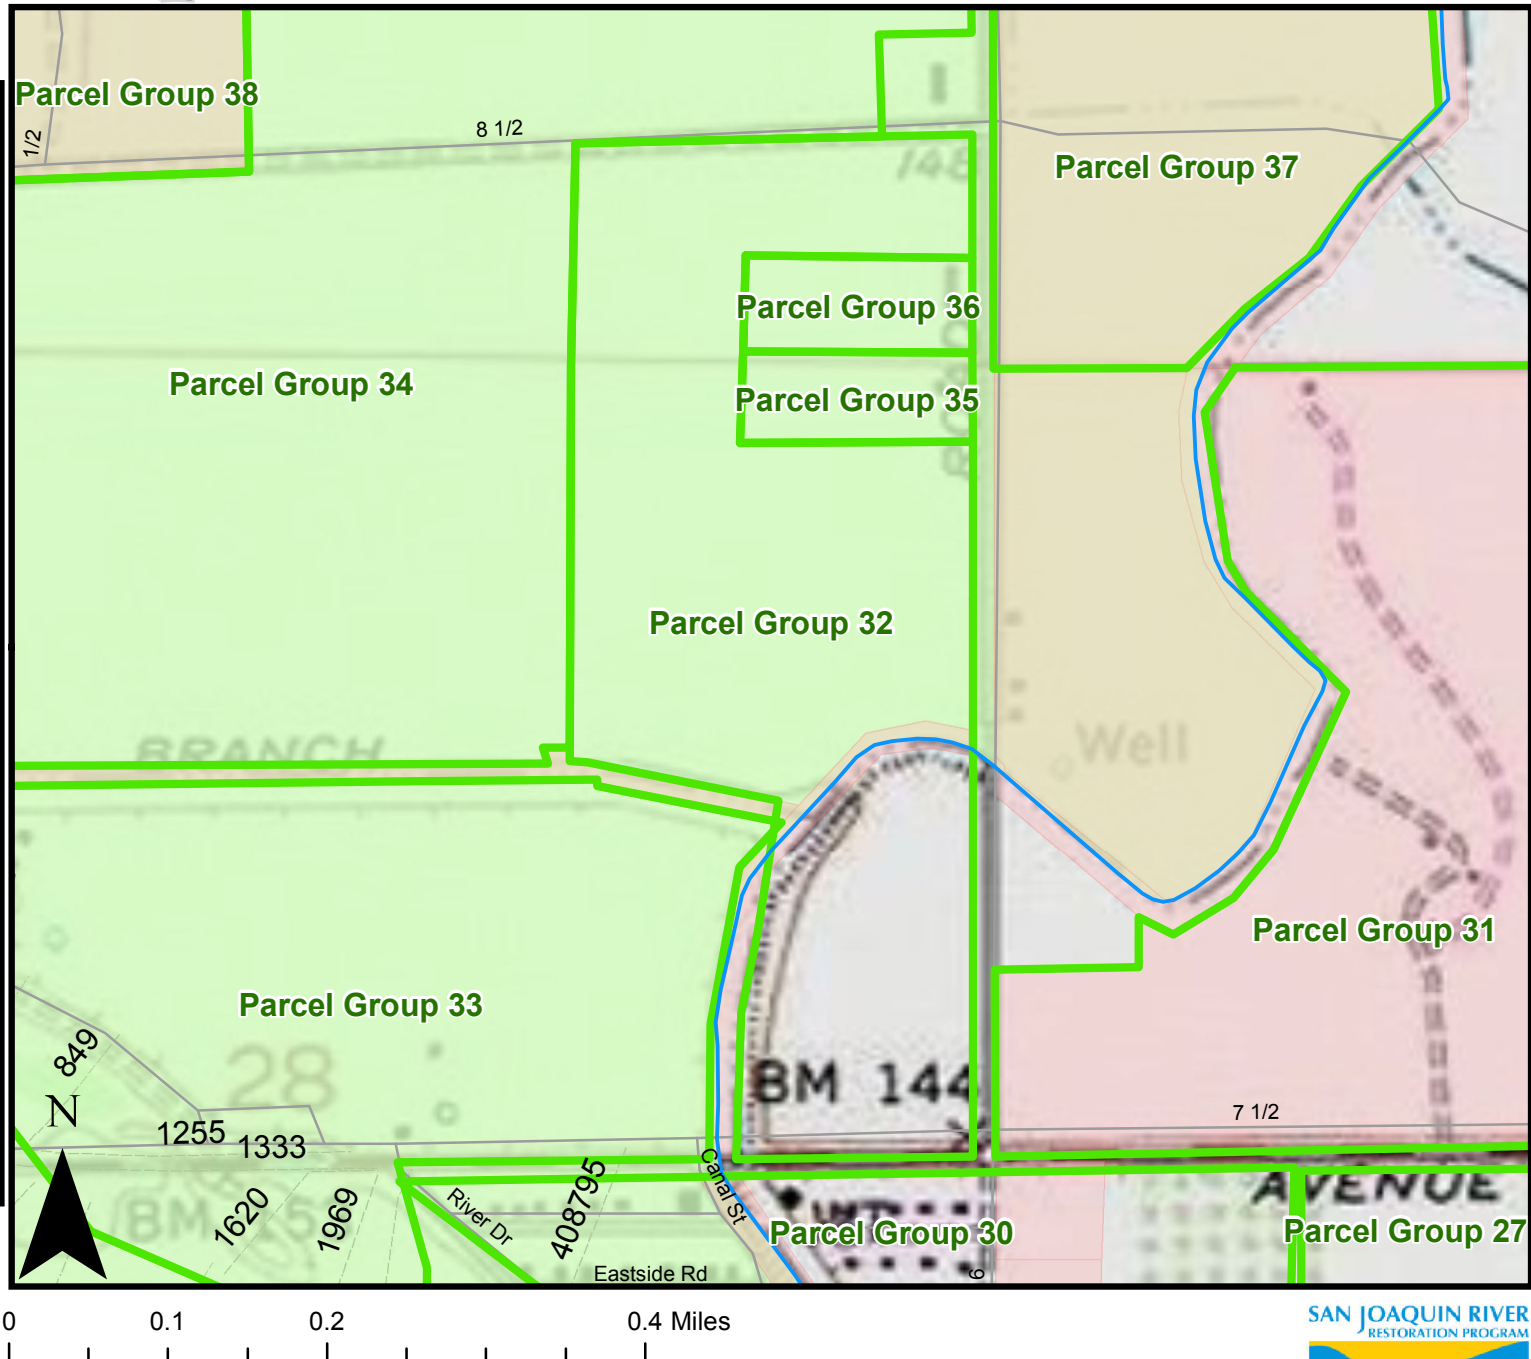 Parcel Group 38
1/2
8 1/2
148
Parcel Group 37
Parcel Group 36
Parcel Group 34
Parcel Group 35
Parcel Group 32
BRANCH
Well
Parcel Group 31
Parcel Group 33
849
28
BM 144
N
7 1/2
1255
1333
Canal St
AVENUE
1620
1969
River Dr
408795
Parcel Group 30
Parcel Group 27
Eastside Rd
9
0
0.1
0.2
0.4 Miles
SAN JOAQUIN RIVER
RESTORATION PROGRAM